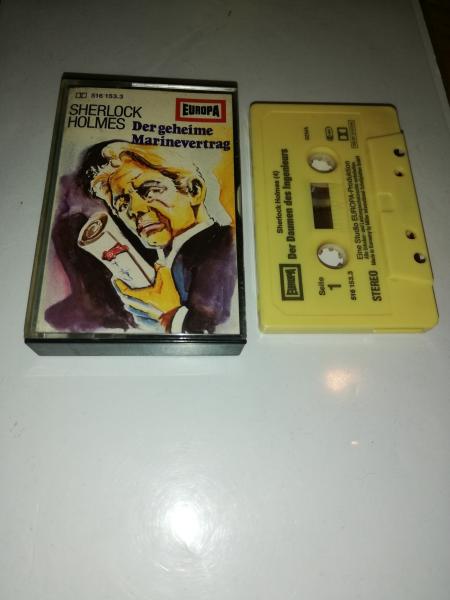 516 153.3
SHERLOCK
HOLMES
EUROPA
Der geheime
Marinevertrag
Sherlock Holmes (4)
Der Daumen des Ingenieurs
EUROPA
Seite
1
516 153.3
STEREO
Eine Studio EUROPA-Produktion
GEMA